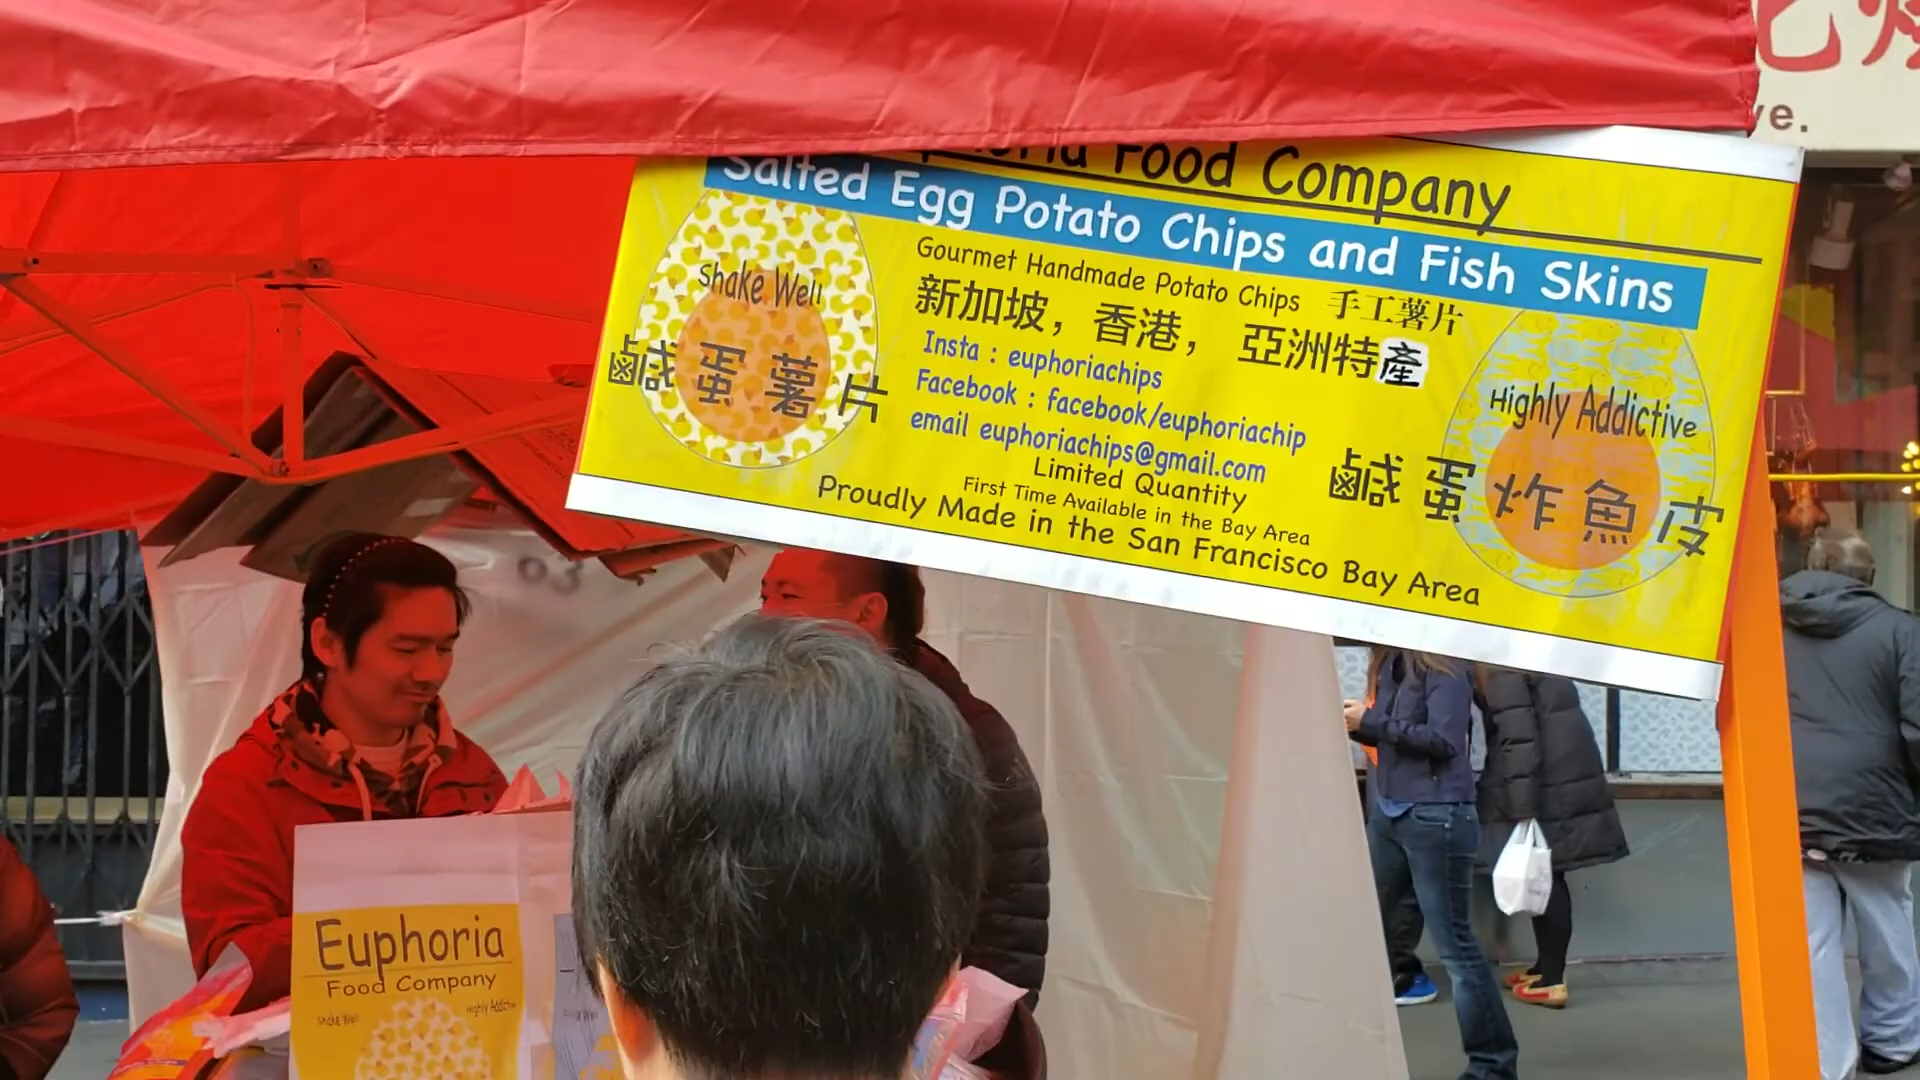 ve.
Food Company
Salted Egg Potato Chips and Fish Skins
Gourmet Handmade Potato Chips 手工薯片
新加坡，香港， 亞洲特產
Shake Well
鹹蛋薯片
Insta : euphoriachips
Facebook : facebook/euphoriachip
email euphoriachips@gmail.com
Highly Addictive
鹹蛋炸魚皮
Limited Quantity
First Time Available in the Bay Area
Proudly Made in the San Francisco Bay Area
Euphoria
Food Company
Shake Well